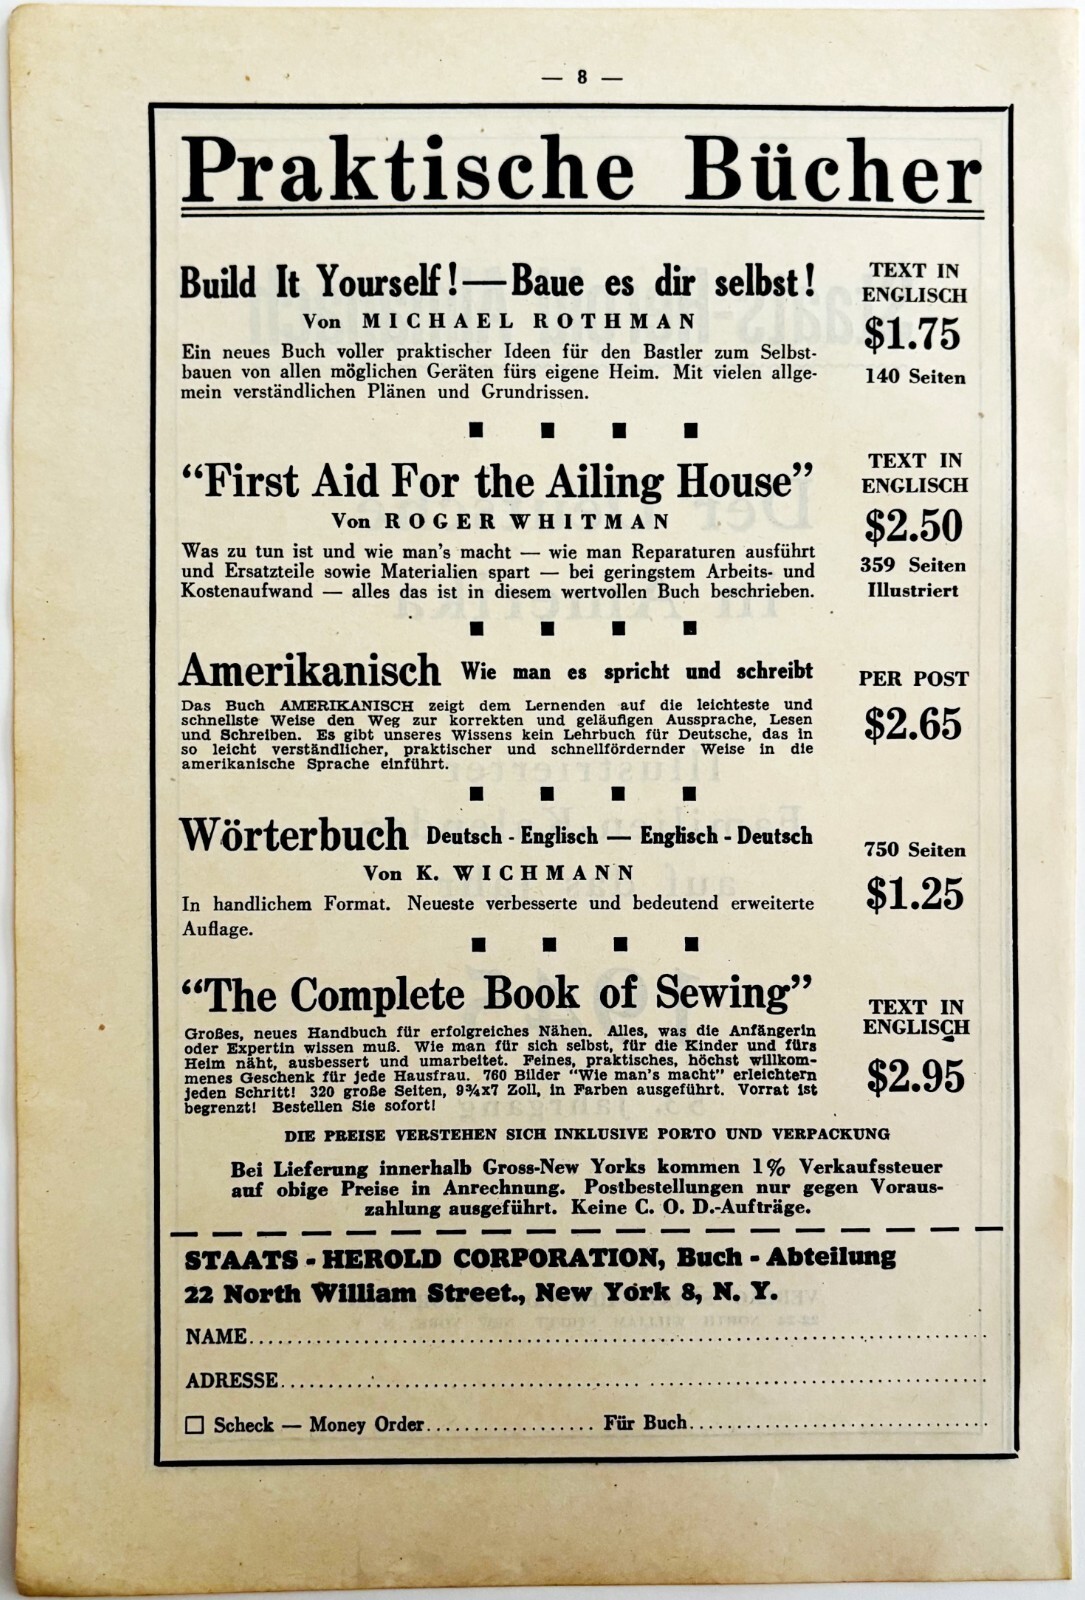 — 8 —
Praktische Bücher
Build It Yourself! — Baue es dir selbst!
Von MICHAEL ROTHMAN
Ein neues Buch voller praktischer Ideen für den Bastler zum Selbst-
bauen von allen möglichen Geräten fürs eigene Heim. Mit vielen allge-
mein verständlichen Plänen und Grundrissen.
TEXT IN
ENGLISCH
$1.75
140 Seiten
“First Aid For the Ailing House”
Von ROGER WHITMAN
Was zu tun ist und wie man's macht — wie man Reparaturen ausführt
und Ersatzteile sowie Materialien spart — bei geringstem Arbeits- und
Kostenaufwand — alles das ist in diesem wertvollen Buch beschrieben.
TEXT IN
ENGLISCH
$2.50
359 Seiten
Illustriert
Amerikanisch Wie man es spricht und schreibt
Das Buch AMERIKANISCH zeigt dem Lernenden auf die leichteste und
schnellste Weise den Weg zur korrekten und geläufigen Aussprache, Lesen
und Schreiben. Es gibt unseres Wissens kein Lehrbuch für Deutsche, das in
so leicht verständlicher, praktischer und schnellfördernder Weise in die
amerikanische Sprache einführt.
PER POST
$2.65
Wörterbuch Deutsch - Englisch — Englisch - Deutsch
Von K. WICHMANN
In handlichem Format. Neueste verbesserte und bedeutend erweiterte
Auflage.
750 Seiten
$1.25
“The Complete Book of Sewing”
Großes, neues Handbuch für erfolgreiches Nähen. Alles, was die Anfängerin
oder Expertin wissen muß. Wie man für sich selbst, für die Kinder und fürs
Heim näht, ausbessert und umarbeitet. Feines, praktisches, höchst willkom-
menes Geschenk für jede Hausfrau. 760 Bilder “Wie man's macht” erleichtern
jeden Schritt! 320 große Seiten, 9¾x7 Zoll, in Farben ausgeführt. Vorrat ist
begrenzt! Bestellen Sie sofort!
TEXT IN
ENGLISCH
$2.95
DIE PREISE VERSTEHEN SICH INKLUSIVE PORTO UND VERPACKUNG
Bei Lieferung innerhalb Gross-New Yorks kommen 1% Verkaufssteuer
auf obige Preise in Anrechnung. Postbestellungen nur gegen Voraus-
zahlung ausgeführt. Keine C. O. D.-Aufträge.
STAATS - HEROLD CORPORATION, Buch - Abteilung
22 North William Street., New York 8, N. Y.
NAME
ADRESSE
☐ Scheck — Money Order.................. Für Buch